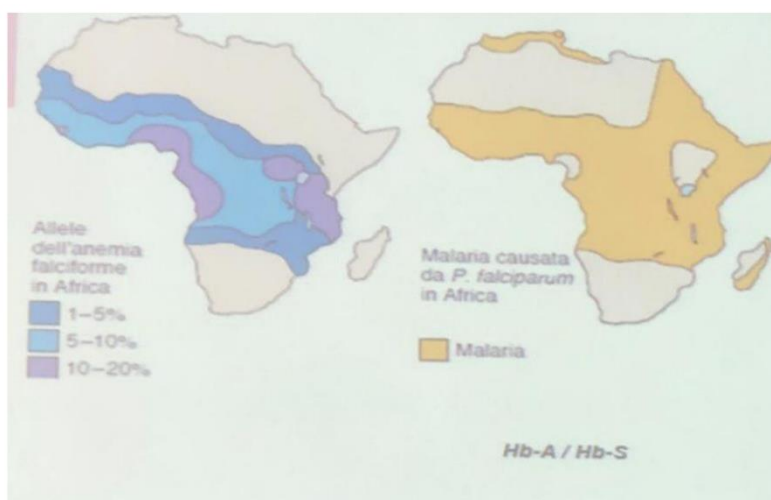 Allele
dell'anemia
falciforme
in Africa
1–5%
5–10%
10–20%
Malaria causata
da P. falciparum
in Africa
Malaria
Hb-A / Hb-S